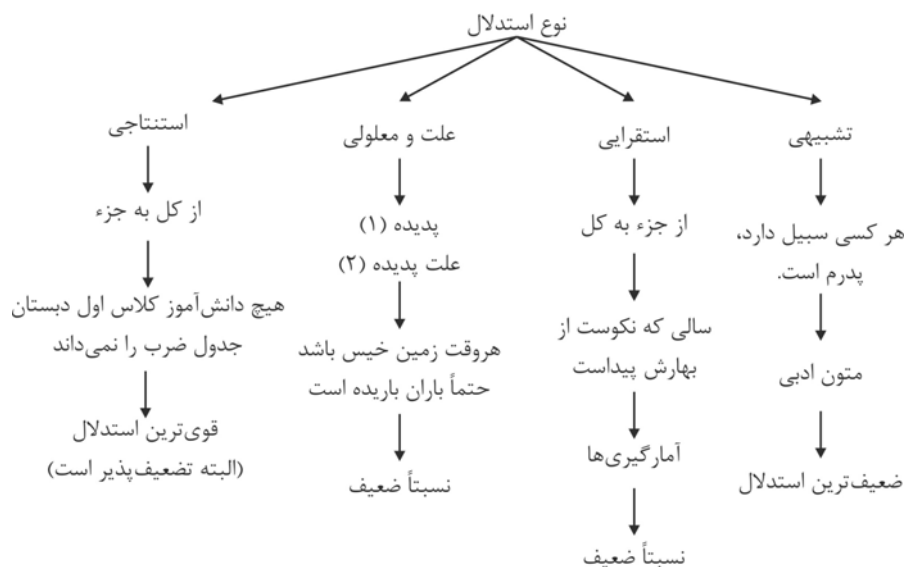 نوع استدلال
تشبیهی
هر کسی سبیل دارد،
پدرم است.
متون ادبی
ضعیف‌ترین استدلال
استقرایی
از جزء به کل
سالی که نکوست از
بهارش پیداست
آمارگیری‌ها
نسبتاً ضعیف
علت و معلولی
پدیده (۱)
علت پدیده (۲)
هروقت زمین خیس باشد
حتماً باران باریده است
نسبتاً ضعیف
استنتاجی
از کل به جزء
هیچ دانش‌آموز کلاس اول دبستان
جدول ضرب را نمی‌داند
قوی‌ترین استدلال
(البته تضعیف‌پذیر است)